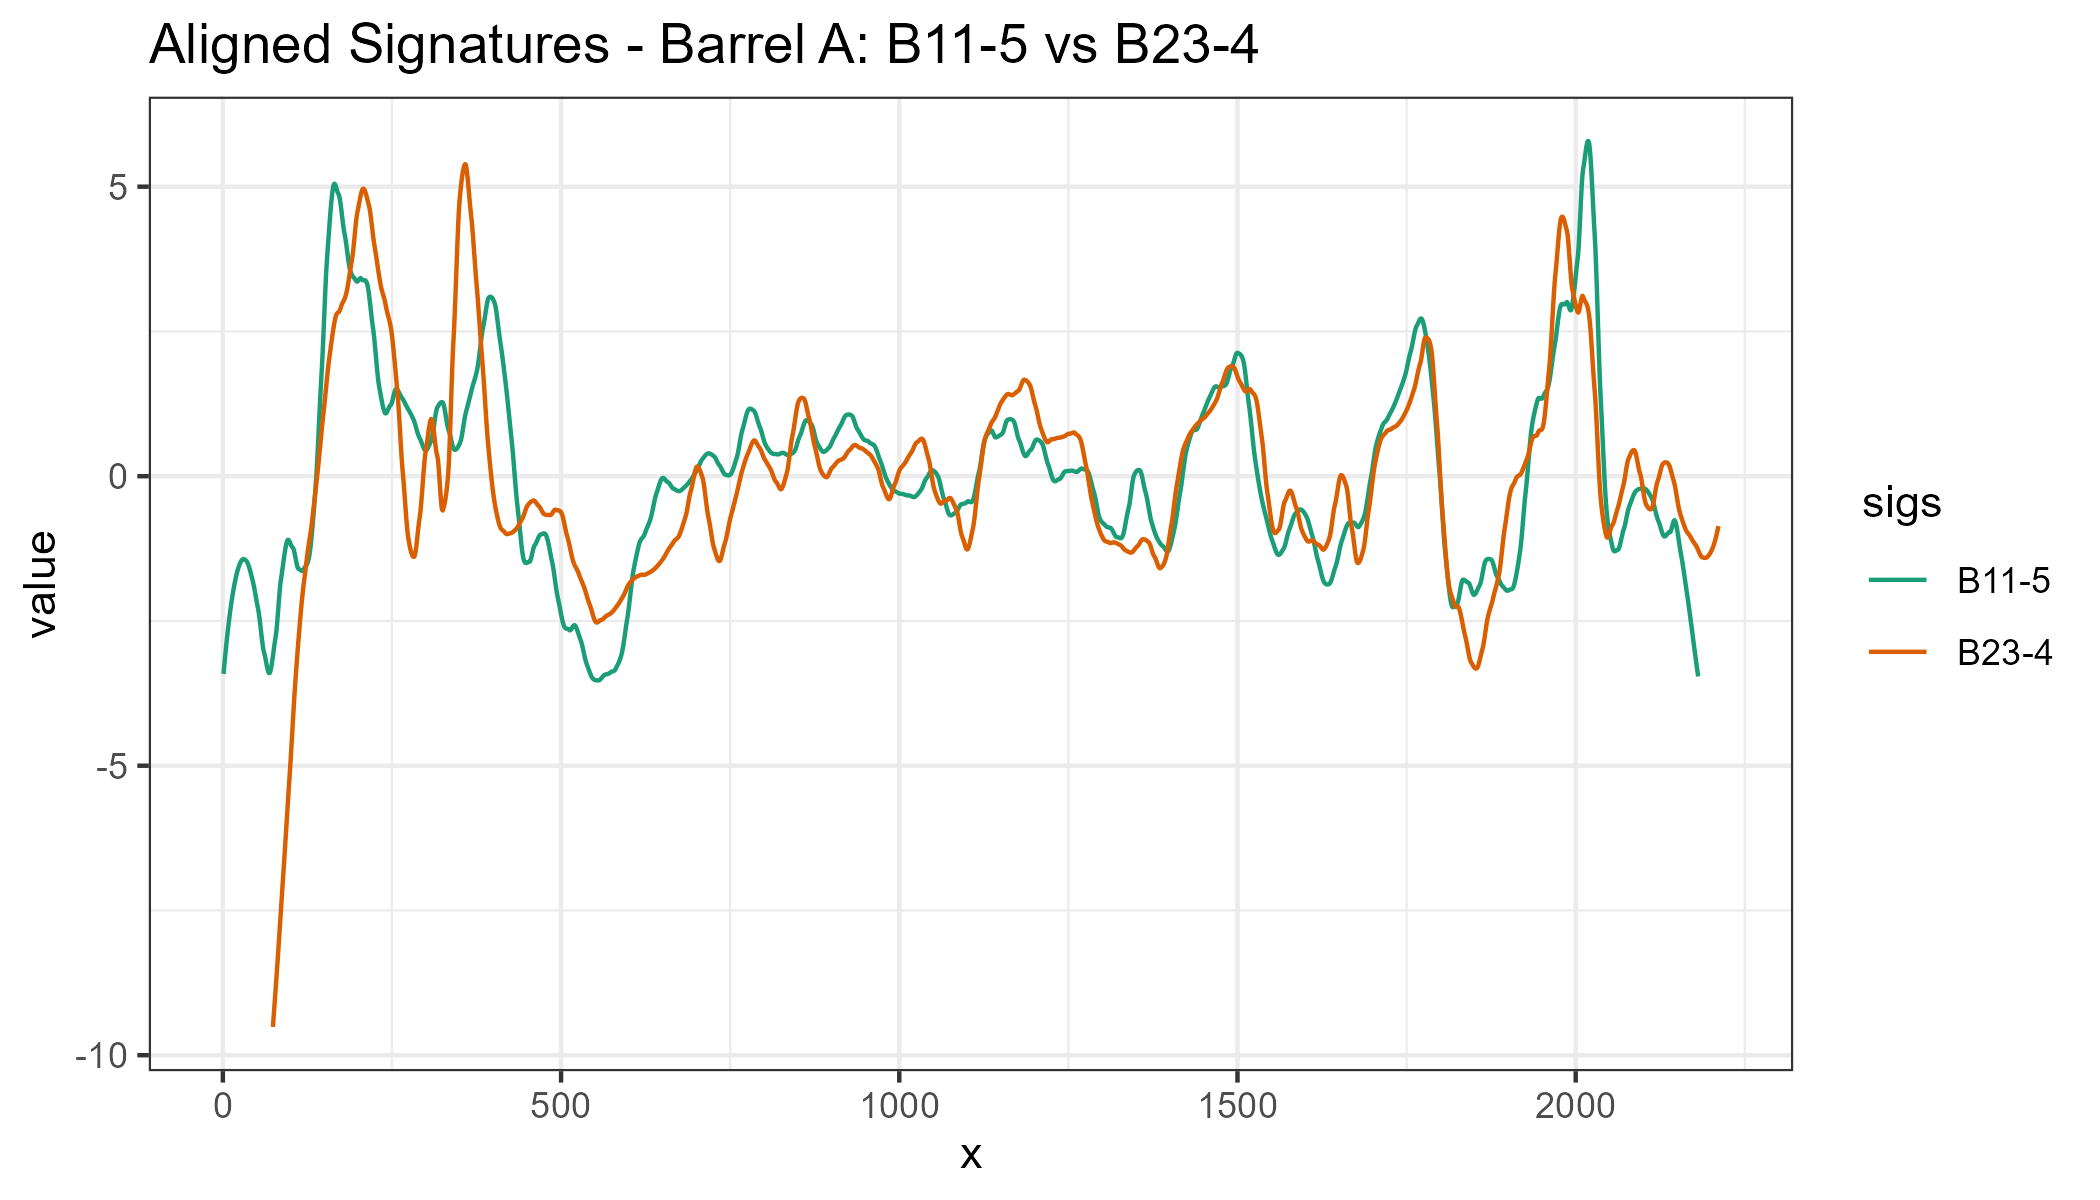 Aligned Signatures - Barrel A: B11-5 vs B23-4
value
5
0
-5
-10
0 500 1000 1500 2000
x
sigs
B11-5
B23-4